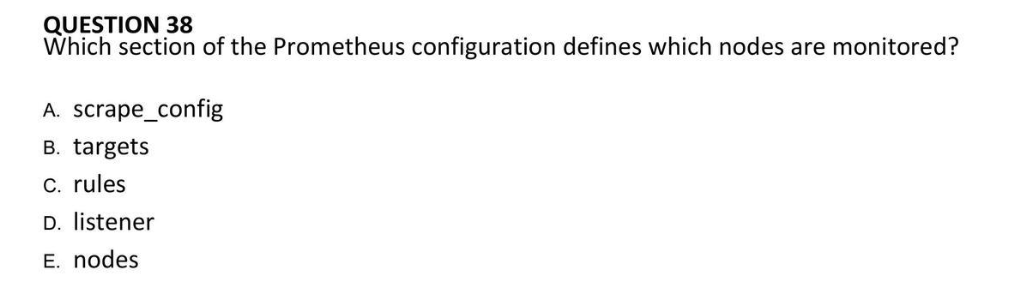 QUESTION 38
Which section of the Prometheus configuration defines which nodes are monitored?
A. scrape_config
B. targets
C. rules
D. listener
E. nodes